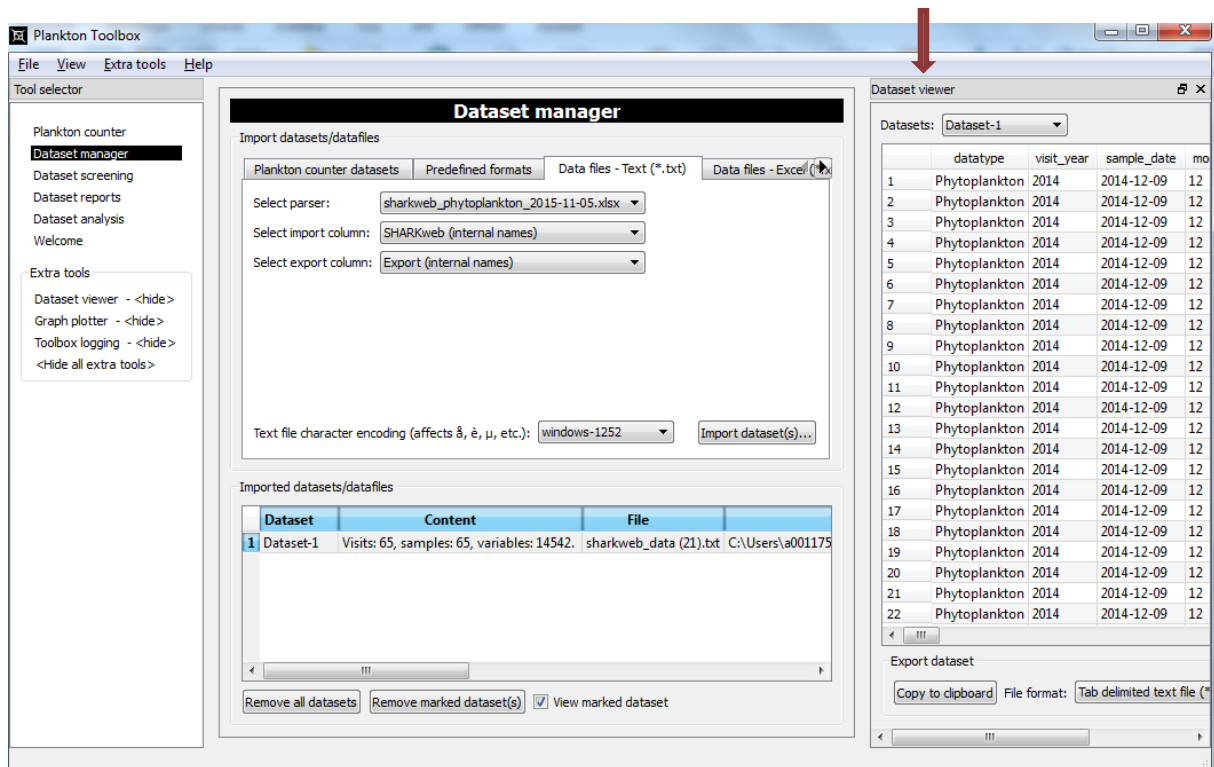 Plankton Toolbox
File View Extra tools Help
Tool selector
Plankton counter
Dataset manager
Dataset screening
Dataset reports
Dataset analysis
Welcome
Extra tools
Dataset viewer - <hide>
Graph plotter - <hide>
Toolbox logging - <hide>
<Hide all extra tools>
Dataset manager
Import datasets/datafiles
Plankton counter datasets Predefined formats Data files - Text (*.txt) Data files - Excel (*.x
Select parser: sharkweb_phytoplankton_2015-11-05.xlsx
Select import column: SHARKweb (internal names)
Select export column: Export (internal names)
Text file character encoding (affects å, è, µ, etc.): windows-1252 Import dataset(s)...
Imported datasets/datafiles
Dataset Content File
1 Dataset-1 Visits: 65, samples: 65, variables: 14542. sharkweb_data (21).txt C:\Users\a001175
Remove all datasets Remove marked dataset(s) View marked dataset
Dataset viewer
Datasets: Dataset-1
datatype visit_year sample_date mo
1 Phytoplankton 2014 2014-12-09 12
2 Phytoplankton 2014 2014-12-09 12
3 Phytoplankton 2014 2014-12-09 12
4 Phytoplankton 2014 2014-12-09 12
5 Phytoplankton 2014 2014-12-09 12
6 Phytoplankton 2014 2014-12-09 12
7 Phytoplankton 2014 2014-12-09 12
8 Phytoplankton 2014 2014-12-09 12
9 Phytoplankton 2014 2014-12-09 12
10 Phytoplankton 2014 2014-12-09 12
11 Phytoplankton 2014 2014-12-09 12
12 Phytoplankton 2014 2014-12-09 12
13 Phytoplankton 2014 2014-12-09 12
14 Phytoplankton 2014 2014-12-09 12
15 Phytoplankton 2014 2014-12-09 12
16 Phytoplankton 2014 2014-12-09 12
17 Phytoplankton 2014 2014-12-09 12
18 Phytoplankton 2014 2014-12-09 12
19 Phytoplankton 2014 2014-12-09 12
20 Phytoplankton 2014 2014-12-09 12
21 Phytoplankton 2014 2014-12-09 12
22 Phytoplankton 2014 2014-12-09 12
Export dataset
Copy to clipboard File format: Tab delimited text file (*